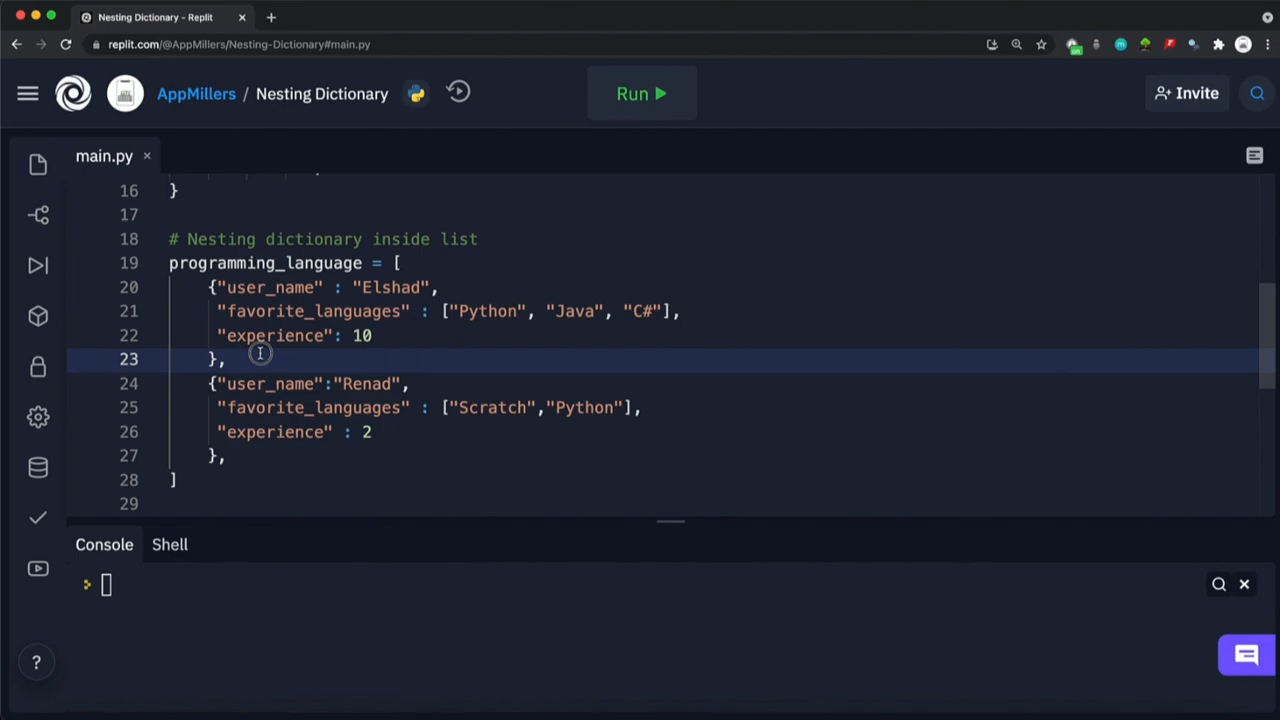 Nesting Dictionary - Replit
replit.com/@AppMillers/Nesting-Dictionary#main.py
AppMillers / Nesting Dictionary
Run
Invite
main.py
16 }
17
18 # Nesting dictionary inside list
19 programming_language = [
20 {"user_name" : "Elshad",
21 "favorite_languages" : ["Python", "Java", "C#"],
22 "experience": 10
23 },
24 {"user_name":"Renad",
25 "favorite_languages" : ["Scratch","Python"],
26 "experience" : 2
27 },
28 ]
29
Console Shell
?